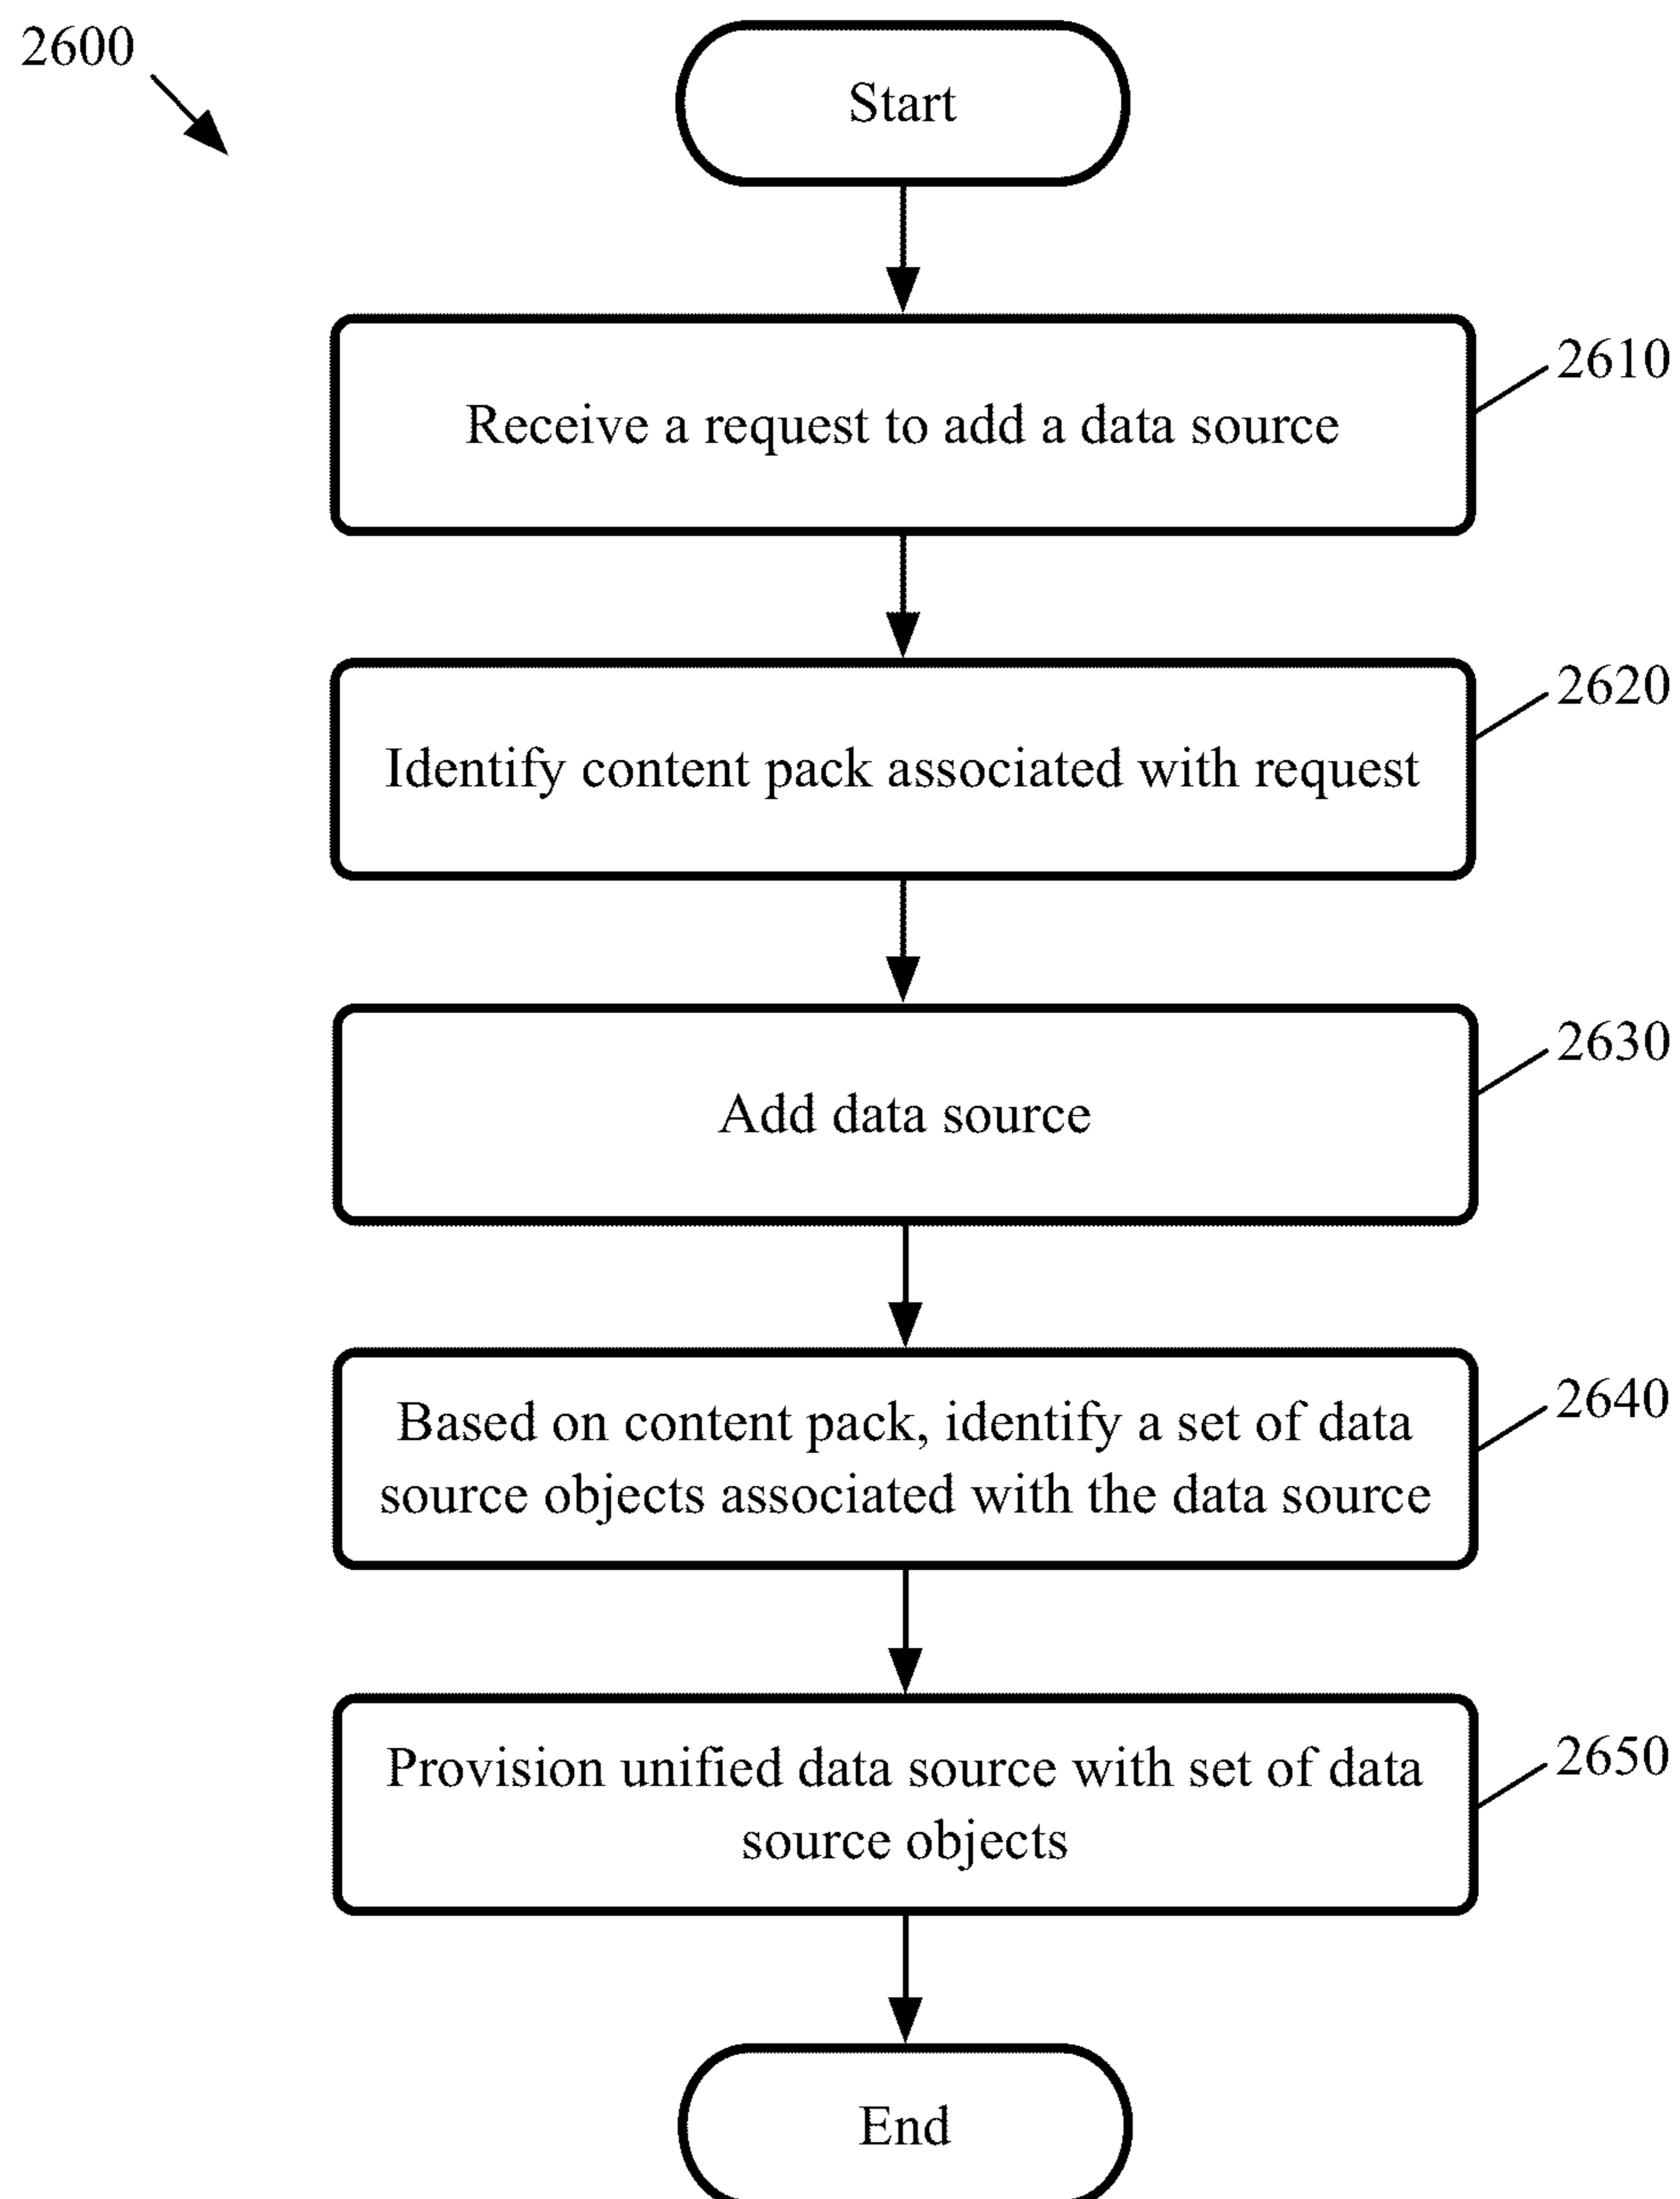 2600
Start
Receive a request to add a data source
2610
Identify content pack associated with request
2620
Add data source
2630
Based on content pack, identify a set of data
source objects associated with the data source
2640
Provision unified data source with set of data
source objects
2650
End